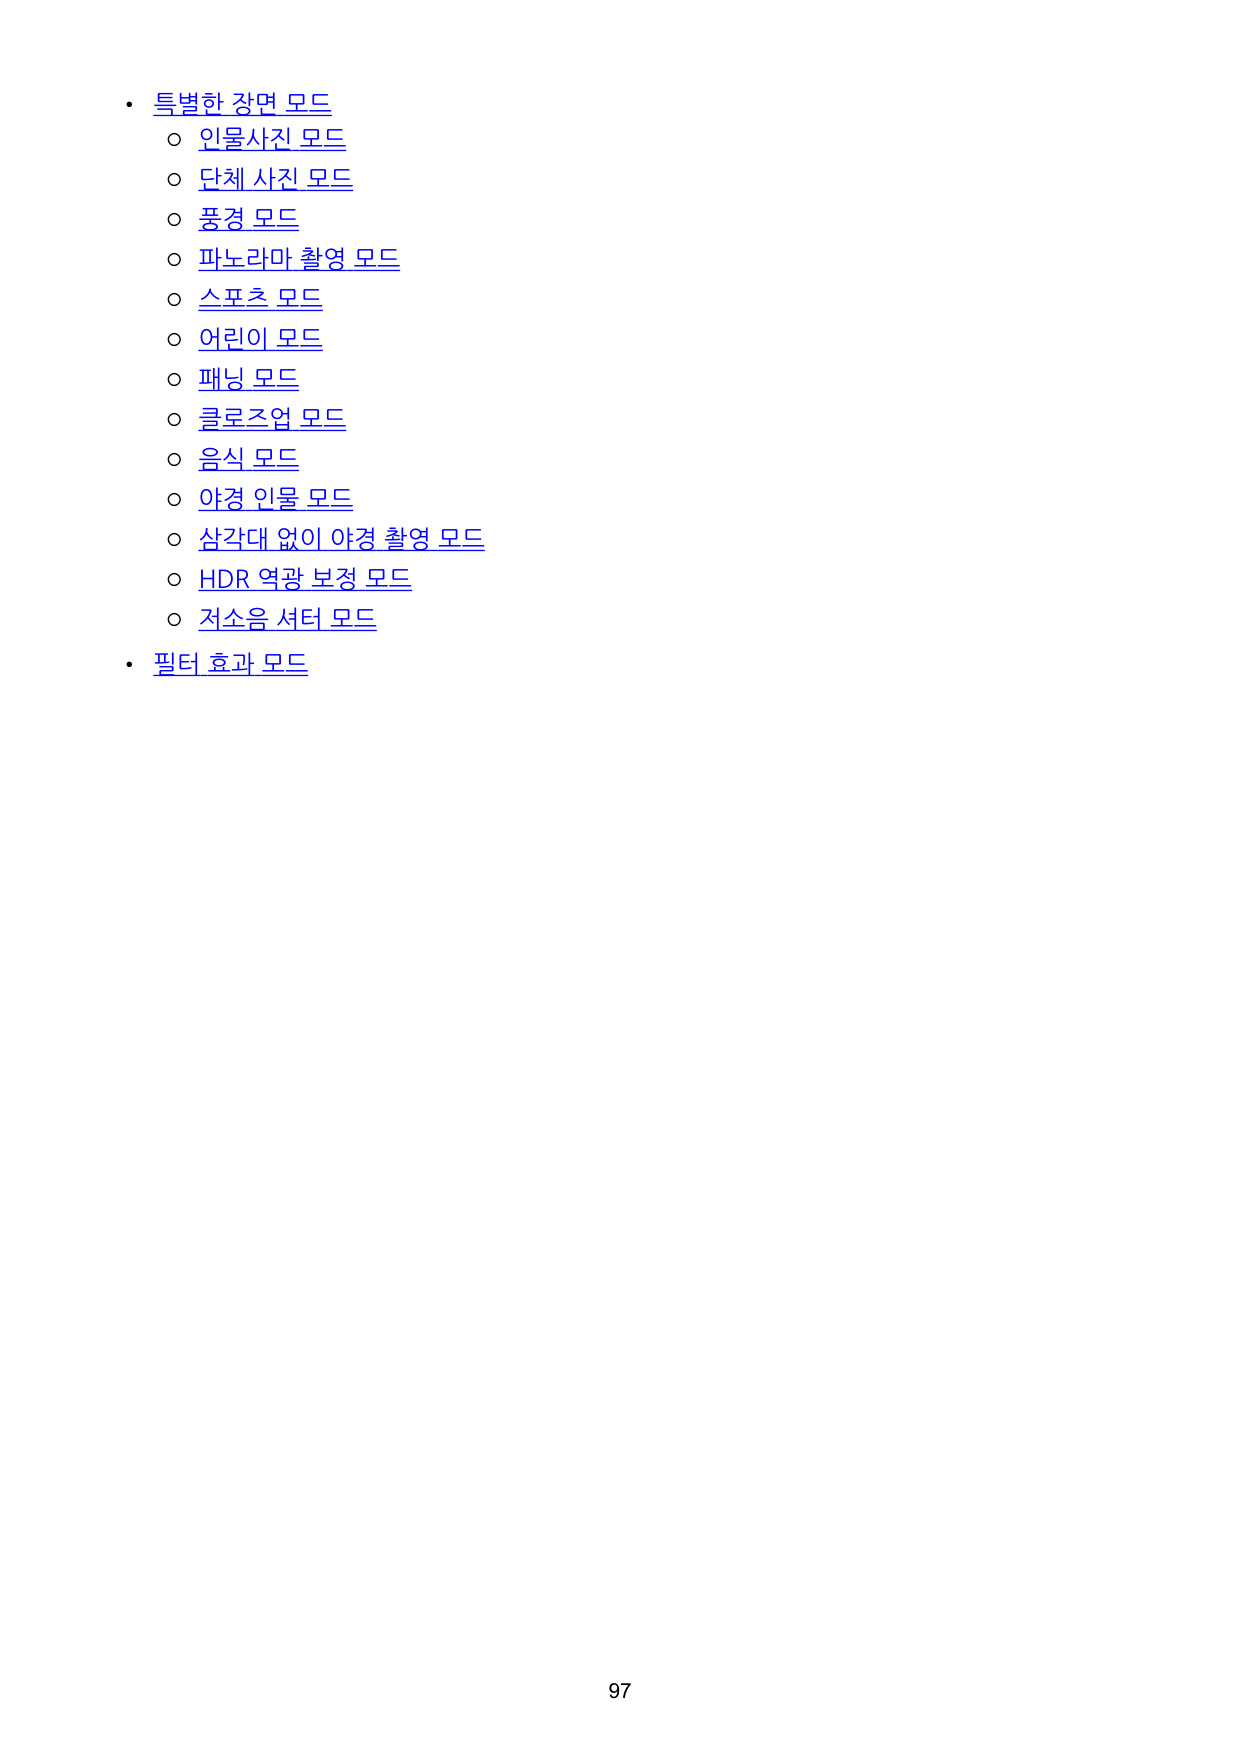 • 특별한 장면 모드
○ 인물사진 모드
○ 단체 사진 모드
○ 풍경 모드
○ 파노라마 촬영 모드
○ 스포츠 모드
○ 어린이 모드
○ 패닝 모드
○ 클로즈업 모드
○ 음식 모드
○ 야경 인물 모드
○ 삼각대 없이 야경 촬영 모드
○ HDR 역광 보정 모드
○ 저소음 셔터 모드
• 필터 효과 모드
97